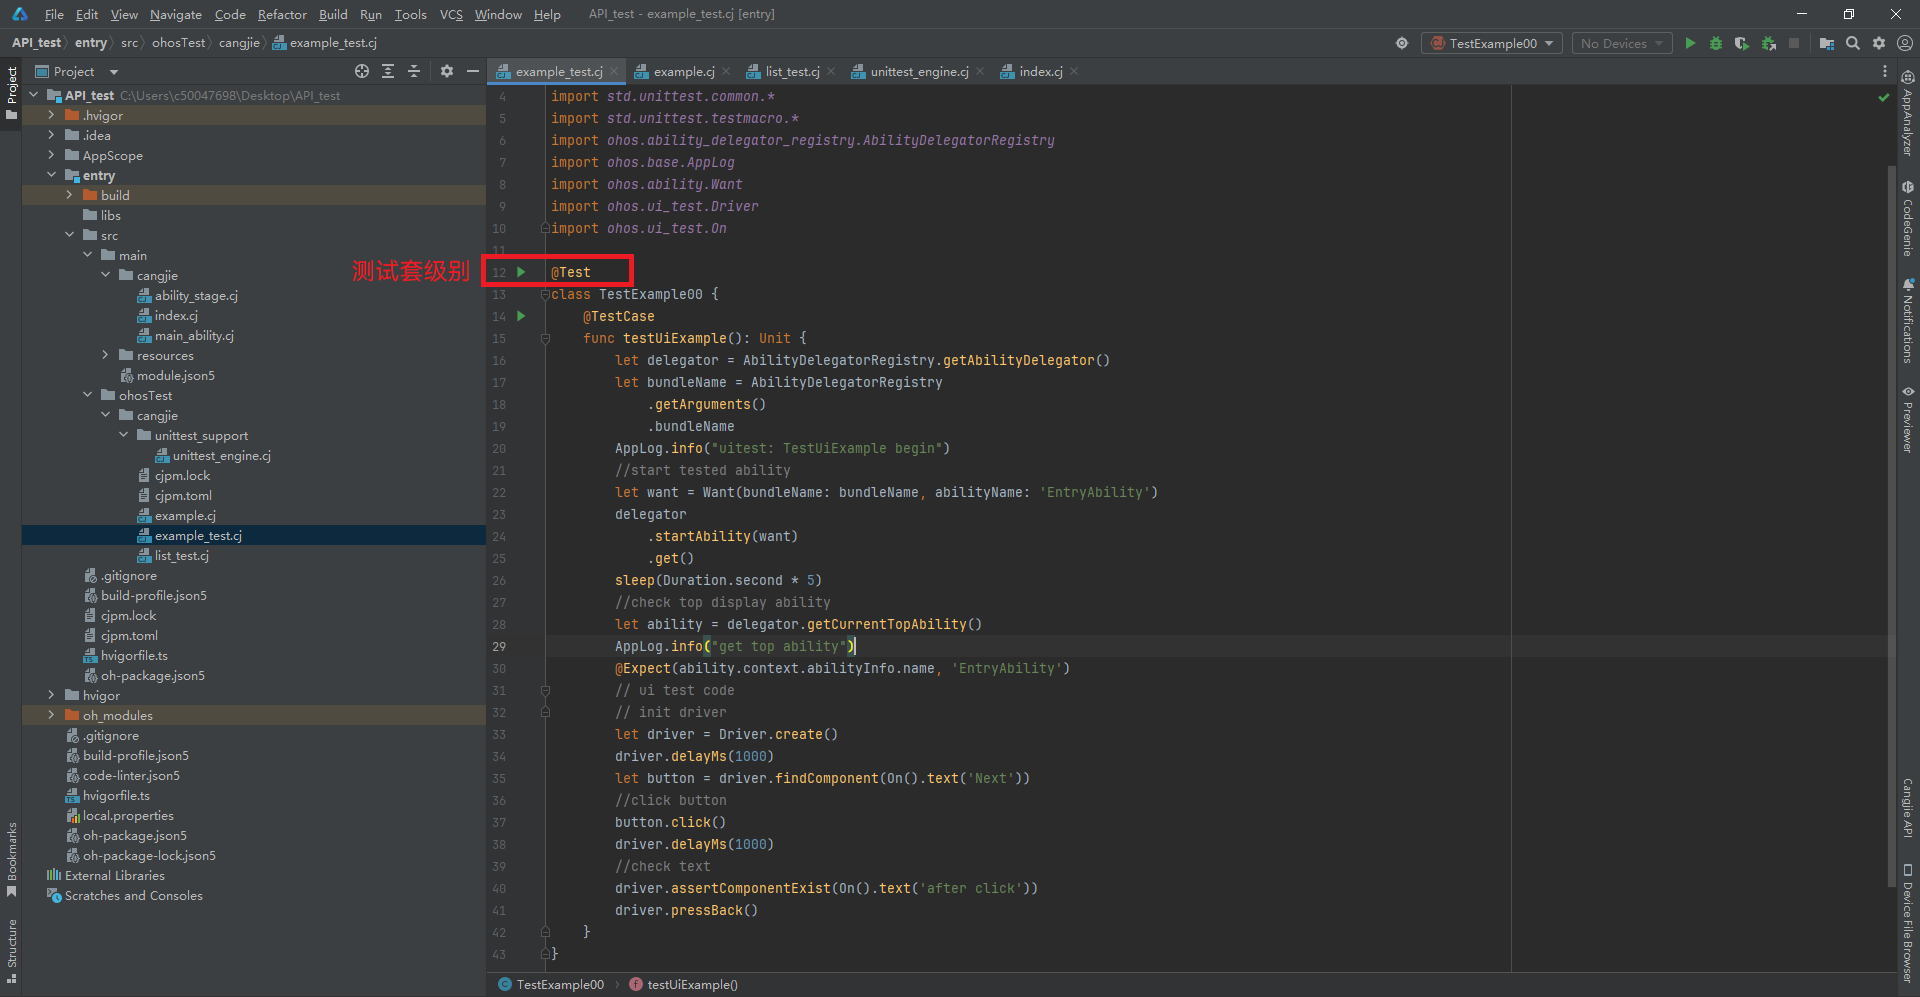 File Edit View Navigate Code Refactor Build Run Tools VCS Window Help API_test - example_test.cj [entry]
API_test entry src ohosTest cangjie example_test.cj
TestExample00 No Devices
Project
example_test.cj example.cj list_test.cj unittest_engine.cj index.cj
Project
API_test C:\Users\c50047698\Desktop\API_test
.hvigor
.idea
AppScope
entry
build
libs
src
main
cangjie
ability_stage.cj
index.cj
main_ability.cj
resources
module.json5
ohosTest
cangjie
unittest_support
unittest_engine.cj
cjpm.lock
cjpm.toml
example.cj
example_test.cj
list_test.cj
.gitignore
build-profile.json5
cjpm.lock
cjpm.toml
hvigorfile.ts
oh-package.json5
hvigor
oh_modules
.gitignore
build-profile.json5
code-linter.json5
hvigorfile.ts
local.properties
oh-package.json5
oh-package-lock.json5
External Libraries
Scratches and Consoles
Bookmarks
Structure
测试套级别
4 import std.unittest.common.*
5 import std.unittest.testmacro.*
6 import ohos.ability_delegator_registry.AbilityDelegatorRegistry
7 import ohos.base.AppLog
8 import ohos.ability.Want
9 import ohos.ui_test.Driver
10 import ohos.ui_test.On
11
12 @Test
13 class TestExample00 {
14 @TestCase
15 func testUiExample(): Unit {
16 let delegator = AbilityDelegatorRegistry.getAbilityDelegator()
17 let bundleName = AbilityDelegatorRegistry
18 .getArguments()
19 .bundleName
20 AppLog.info("uitest: TestUiExample begin")
21 //start tested ability
22 let want = Want(bundleName: bundleName, abilityName: 'EntryAbility')
23 delegator
24 .startAbility(want)
25 .get()
26 sleep(Duration.second * 5)
27 //check top display ability
28 let ability = delegator.getCurrentTopAbility()
29 AppLog.info("get top ability")
30 @Expect(ability.context.abilityInfo.name, 'EntryAbility')
31 // ui test code
32 // init driver
33 let driver = Driver.create()
34 driver.delayMs(1000)
35 let button = driver.findComponent(On().text('Next'))
36 //click button
37 button.click()
38 driver.delayMs(1000)
39 //check text
40 driver.assertComponentExist(On().text('after click'))
41 driver.pressBack()
42 }
43 }
TestExample00 testUiExample()
AppAnalyzer
CodeGenie
Notifications
Previewer
Cangjie API
Device File Browser